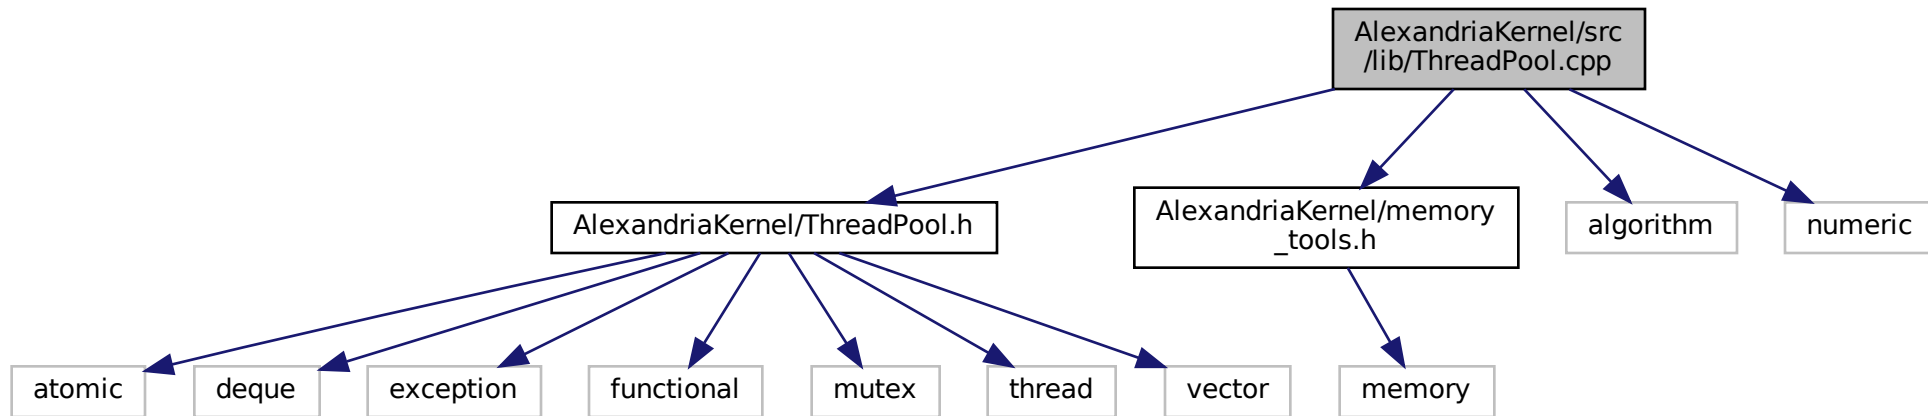 AlexandriaKernel/src
/lib/ThreadPool.cpp
AlexandriaKernel/ThreadPool.h
AlexandriaKernel/memory
_tools.h
algorithm
numeric
atomic
deque
exception
functional
mutex
thread
vector
memory